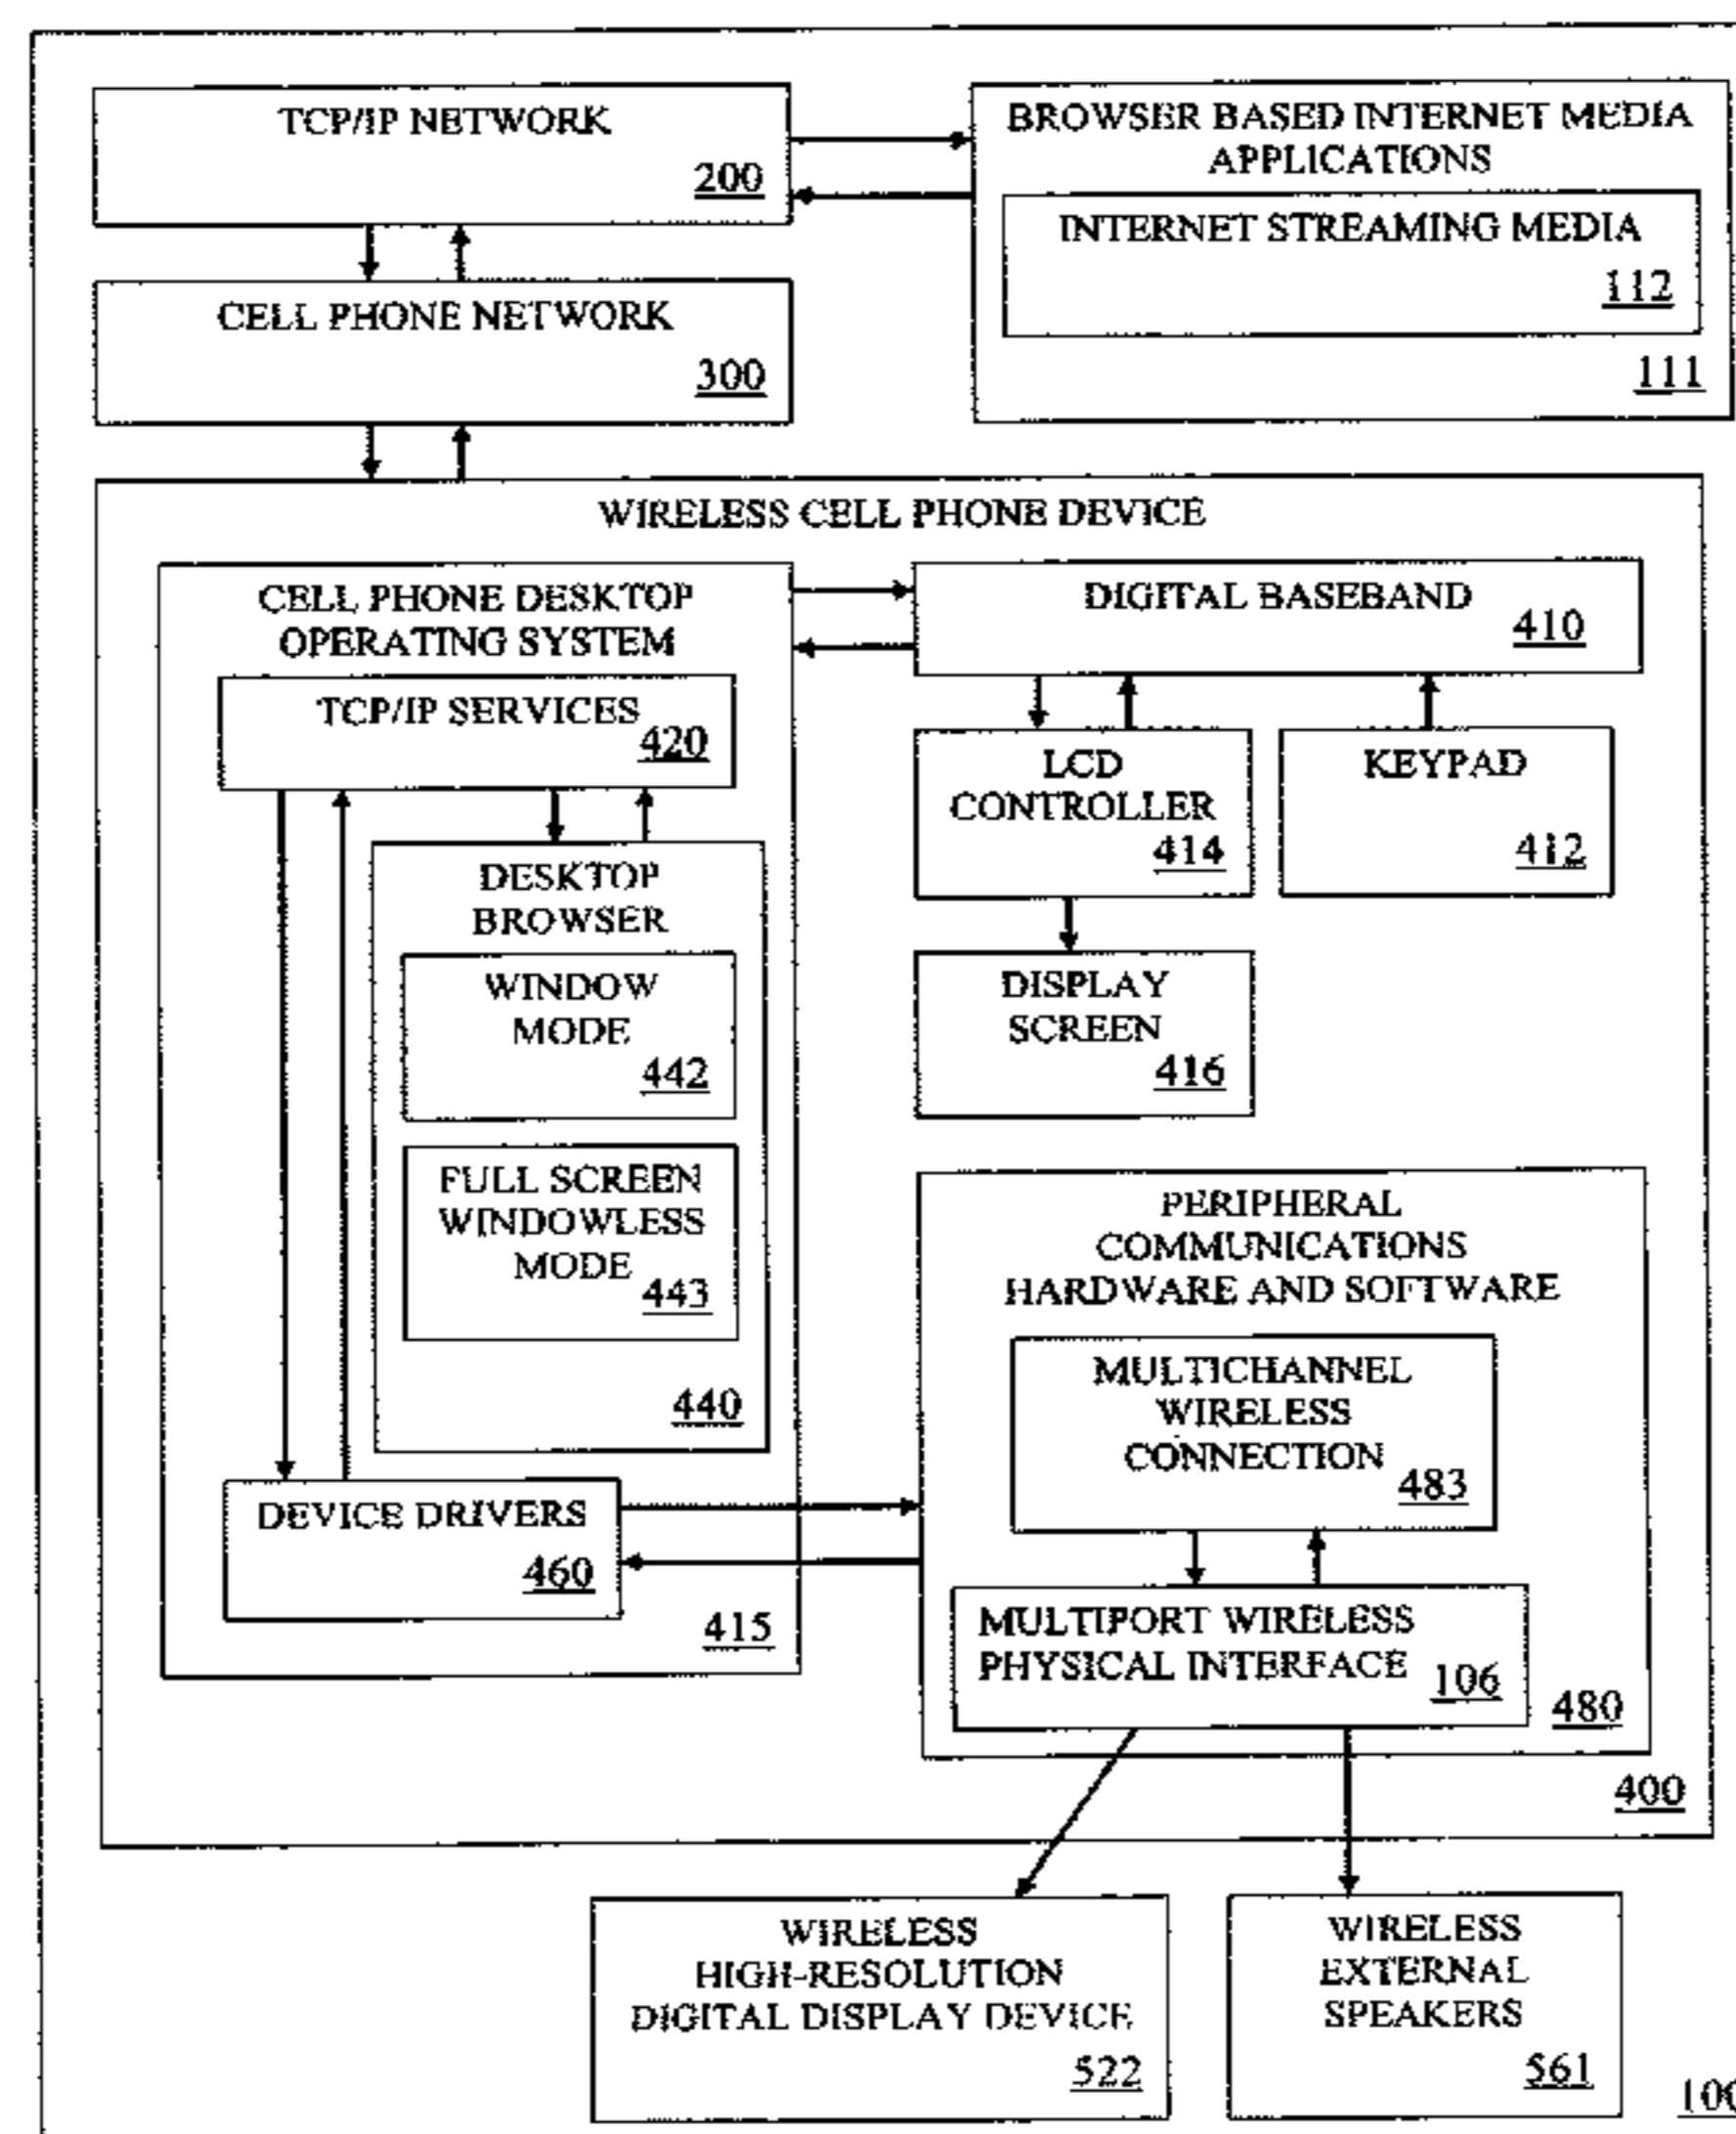 TCP/IP NETWORK
200
BROWSER BASED INTERNET MEDIA
APPLICATIONS
INTERNET STREAMING MEDIA
112
111
CELL PHONE NETWORK
300
WIRELESS CELL PHONE DEVICE
CELL PHONE DESKTOP
OPERATING SYSTEM
TCP/IP SERVICES
420
DESKTOP
BROWSER
WINDOW
MODE
442
FULL SCREEN
WINDOWLESS
MODE
443
440
DEVICE DRIVERS
460
415
DIGITAL BASEBAND
410
LCD
CONTROLLER
414
KEYPAD
412
DISPLAY
SCREEN
416
PERIPHERAL
COMMUNICATIONS
HARDWARE AND SOFTWARE
MULTICHANNEL
WIRELESS
CONNECTION
483
MULTIPORT WIRELESS
PHYSICAL INTERFACE
106
480
400
WIRELESS
HIGH-RESOLUTION
DIGITAL DISPLAY DEVICE
522
WIRELESS
EXTERNAL
SPEAKERS
561
100